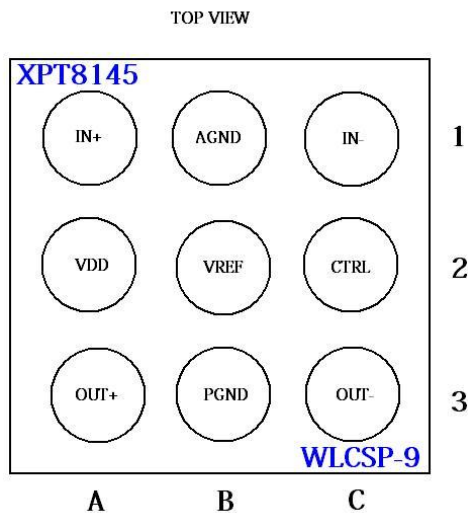 TOP VIEW
XPT8145
IN+ AGND IN- 1
VDD VREF CTRL 2
OUT+ PGND OUT- 3
WLCSP-9
A B C